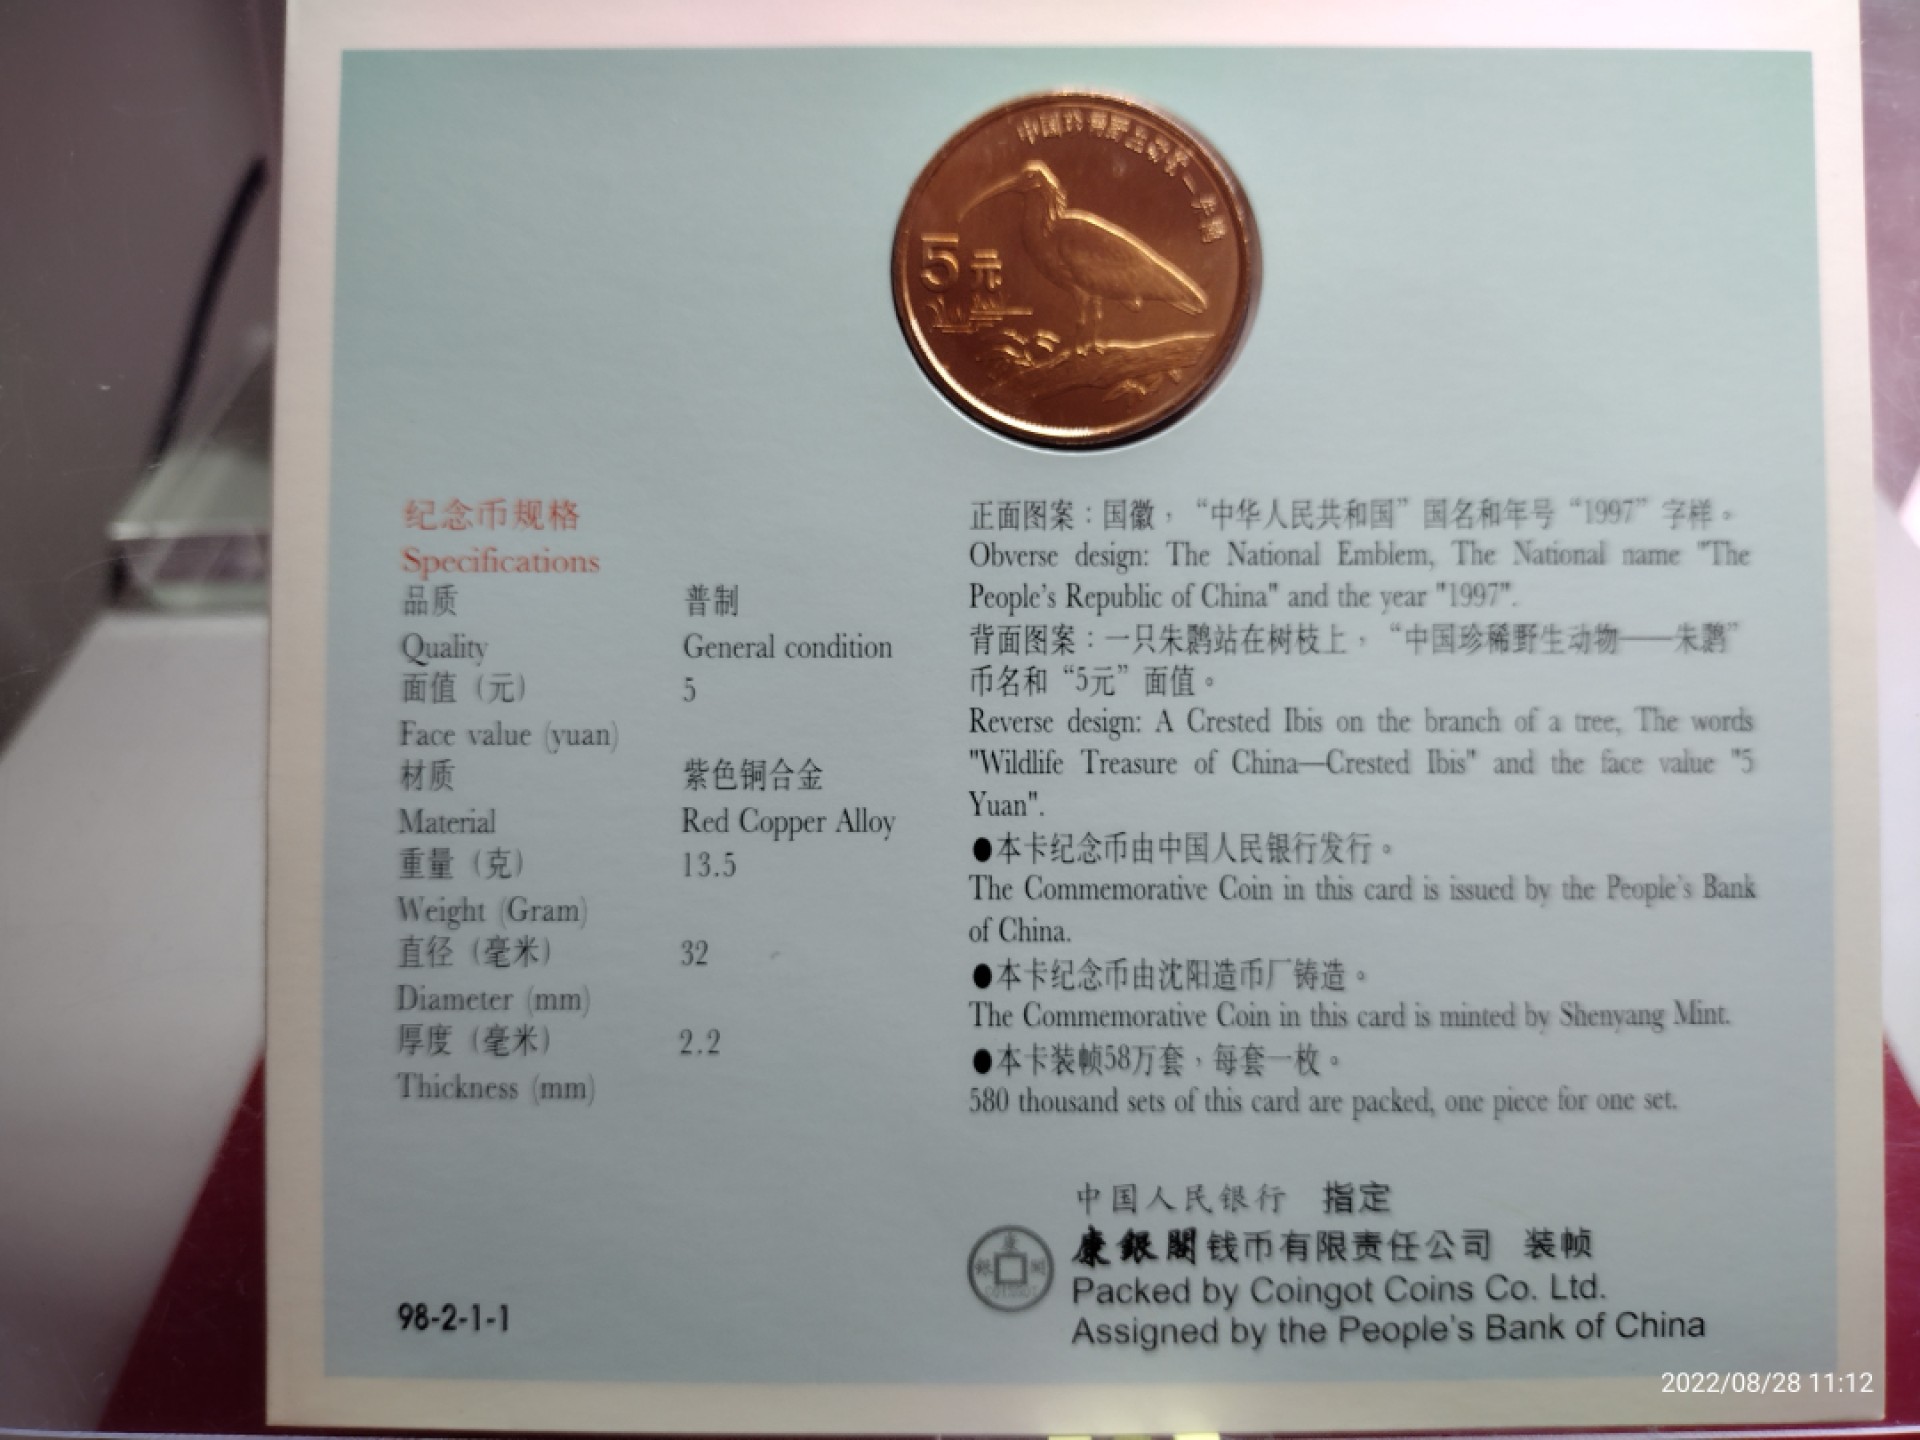 中国珍稀野生动物—朱鹮
5元
纪念币规格
Specifications
品质 普制
Quality General condition
面值（元） 5
Face value (yuan)
材质 紫色铜合金
Material Red Copper Alloy
重量（克） 13.5
Weight (Gram)
直径（毫米） 32
Diameter (mm)
厚度（毫米） 2.2
Thickness (mm)
正面图案：国徽，“中华人民共和国”国名和年号“1997”字样。
Obverse design: The National Emblem, The National name "The
People's Republic of China" and the year "1997".
背面图案：一只朱鹮站在树枝上，“中国珍稀野生动物——朱鹮”
币名和“5元”面值。
Reverse design: A Crested Ibis on the branch of a tree, The words
"Wildlife Treasure of China—Crested Ibis" and the face value "5
Yuan".
●本卡纪念币由中国人民银行发行。
The Commemorative Coin in this card is issued by the People's Bank
of China.
●本卡纪念币由沈阳造币厂铸造。
The Commemorative Coin in this card is minted by Shenyang Mint.
●本卡装帧58万套，每套一枚。
580 thousand sets of this card are packed, one piece for one set.
中国人民银行 指定
康銀閣
康銀閣钱币有限责任公司 装帧
Packed by Coingot Coins Co. Ltd.
Assigned by the People's Bank of China
98-2-1-1
2022/08/28 11:12